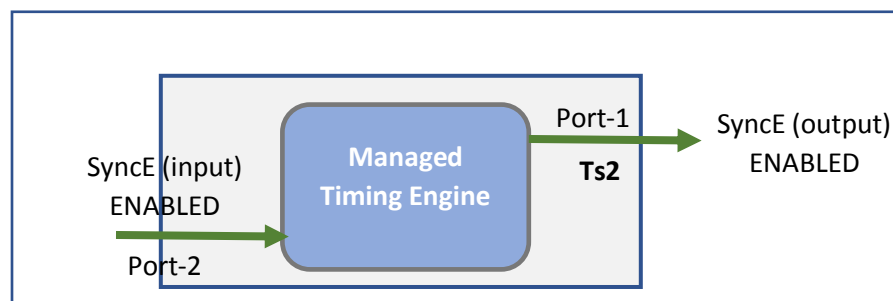 SyncE (input)
ENABLED
Port-2
Managed
Timing Engine
Port-1
Ts2
SyncE (output)
ENABLED